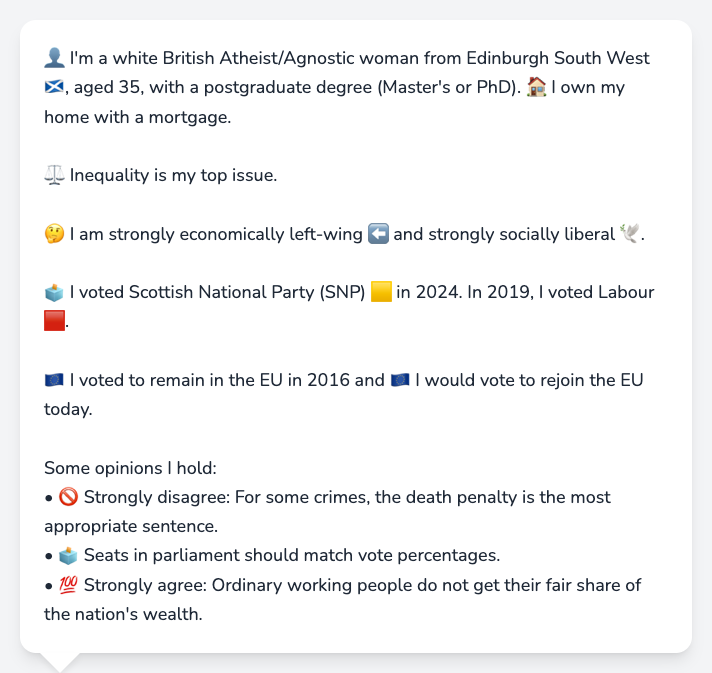 👤 I'm a white British Atheist/Agnostic woman from Edinburgh South West
🏴󠁧󠁢󠁳󠁣󠁴󠁿, aged 35, with a postgraduate degree (Master's or PhD). 🏠 I own my
home with a mortgage.
⚖️ Inequality is my top issue.
🤔 I am strongly economically left-wing ⬅️ and strongly socially liberal 🕊️.
🗳️ I voted Scottish National Party (SNP) 🟨 in 2024. In 2019, I voted Labour
🟥.
🇪🇺 I voted to remain in the EU in 2016 and 🇪🇺 I would vote to rejoin the EU
today.
Some opinions I hold:
• 🚫 Strongly disagree: For some crimes, the death penalty is the most
appropriate sentence.
• 🗳️ Seats in parliament should match vote percentages.
• 💯 Strongly agree: Ordinary working people do not get their fair share of
the nation's wealth.